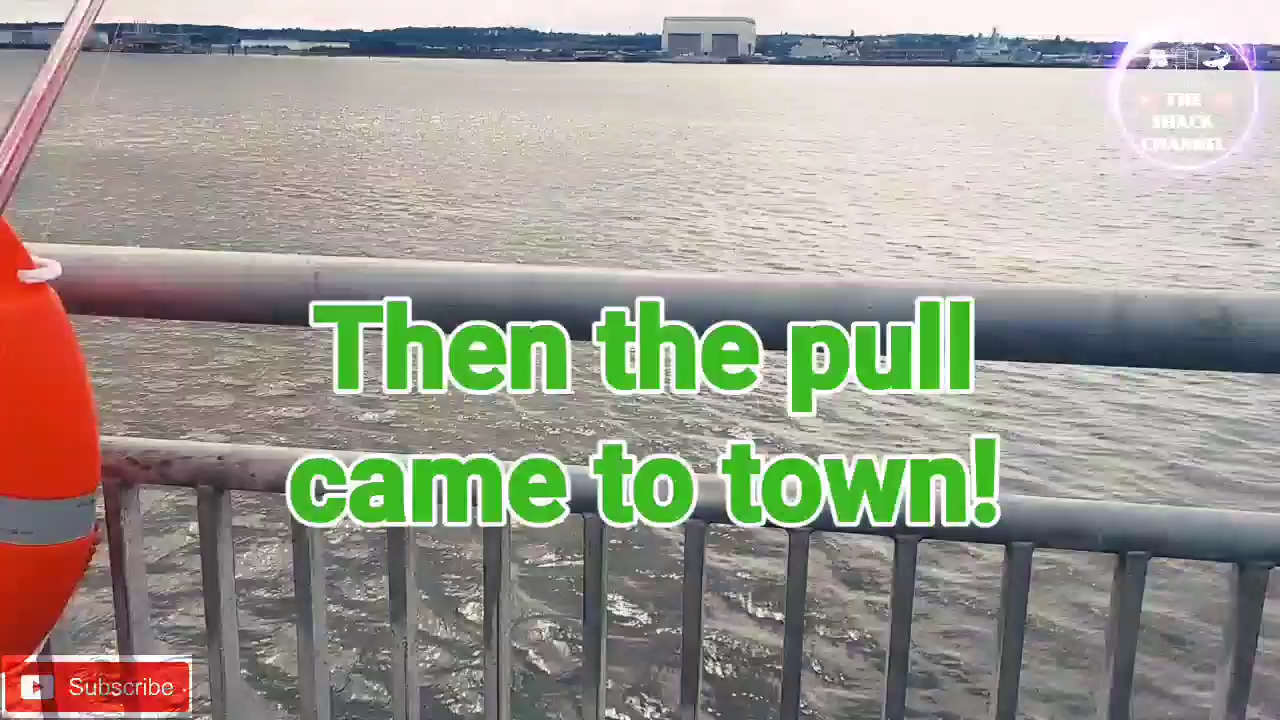 THE
SHACK
CHANNEL
Then the pull
came to town!
Subscribe